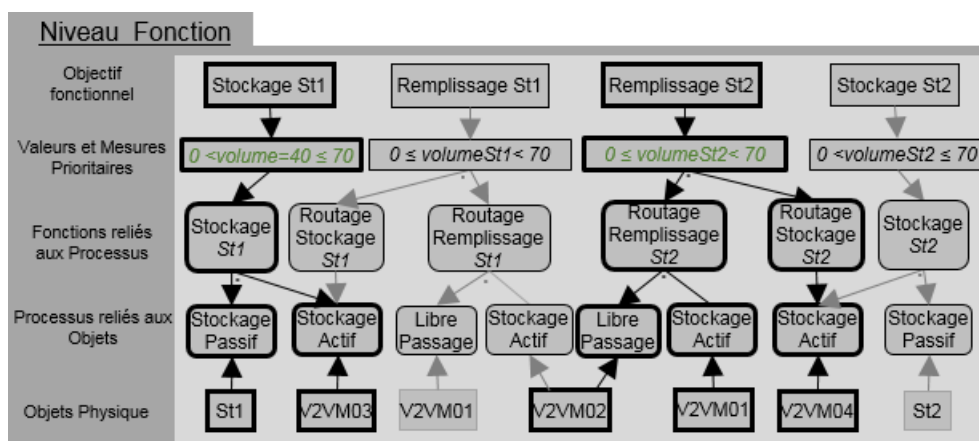 Niveau Fonction
Objectif
fonctionnel
Stockage St1
Remplissage St1
Remplissage St2
Stockage St2
Valeurs et Mesures
Prioritaires
0 <volume=40 ≤ 70
0 ≤ volumeSt1< 70
0 ≤ volumeSt2< 70
0 <volumeSt2 ≤ 70
Fonctions reliés
aux Processus
Stockage
St1
Routage
Stockage
St1
Routage
Remplissage
St1
Routage
Remplissage
St2
Routage
Stockage
St2
Stockage
St2
Processus reliés aux
Objets
Stockage
Passif
Stockage
Actif
Libre
Passage
Stockage
Actif
Libre
Passage
Stockage
Actif
Stockage
Actif
Stockage
Passif
Objets Physique
St1
V2VM03
V2VM01
V2VM02
V2VM01
V2VM04
St2